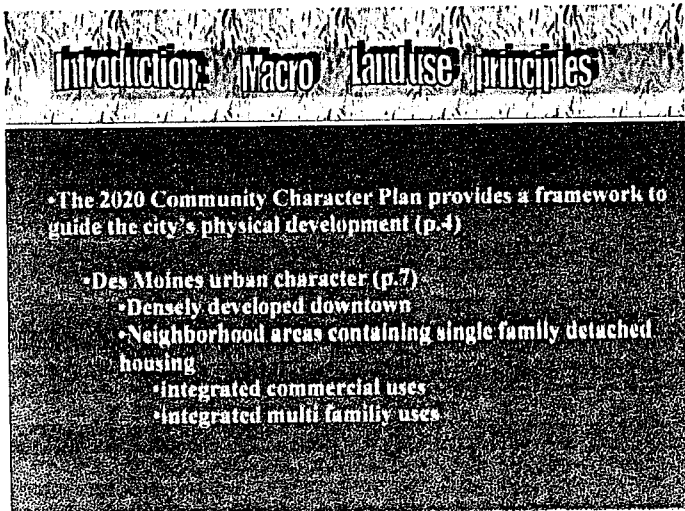 Introduction: Macro Landuse principles
•The 2020 Community Character Plan provides a framework to
guide the city's physical development (p.4)
•Des Moines urban character (p.7)
•Densely developed downtown
•Neighborhood areas containing single family detached
housing
•integrated commercial uses
•integrated multi familiy uses